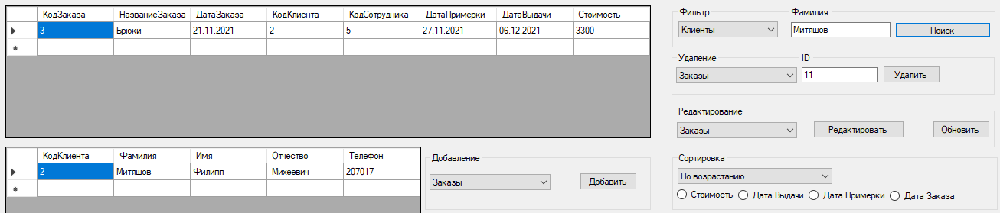 КодЗаказа НазваниеЗаказа ДатаЗаказа КодКлиента КодСотрудника ДатаПримерки ДатаВыдачи Стоимость
3 Брюки 21.11.2021 2 5 27.11.2021 06.12.2021 3300
Фильтр Фамилия
Клиенты Митяшов Поиск
Удаление ID
Заказы 11 Удалить
Редактирование
Заказы Редактировать Обновить
КодКлиента Фамилия Имя Отчество Телефон
2 Митяшов Филипп Михеевич 207017
Добавление
Заказы Добавить
Сортировка
По возрастанию
Стоимость Дата Выдачи Дата Примерки Дата Заказа